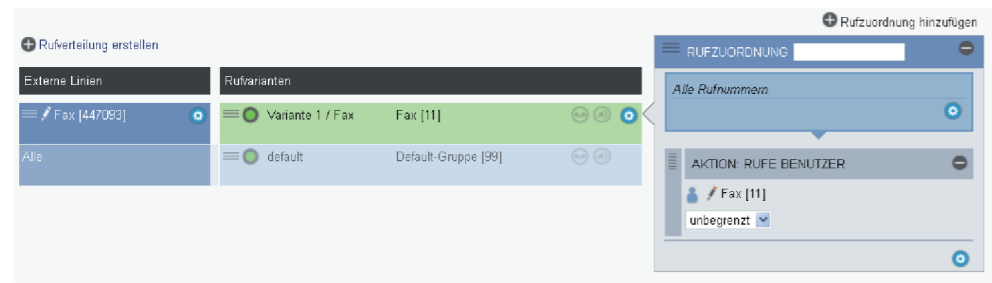 Rufzuordnung hinzufügen
Rufverteilung erstellen
RUFZUORDNUNG
Externe Linien
Rufvarianten
Alle Rufnummern
Fax [447093]
Variante 1 / Fax
Fax [11]
Alle
default
Default-Gruppe [99]
AKTION: RUFE BENUTZER
Fax [11]
unbegrenzt